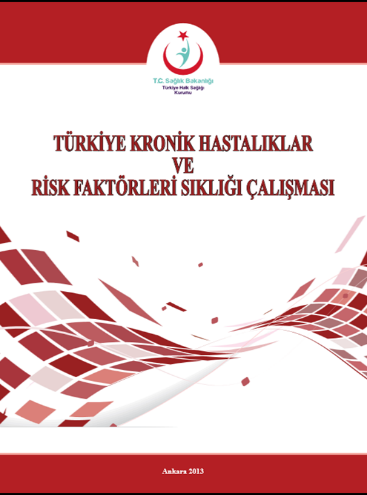 T.C. Sağlık Bakanlığı
Türkiye Halk Sağlığı
Kurumu
TÜRKİYE KRONİK HASTALIKLAR
VE
RİSK FAKTÖRLERİ SIKLIĞI ÇALIŞMASI
Ankara 2013